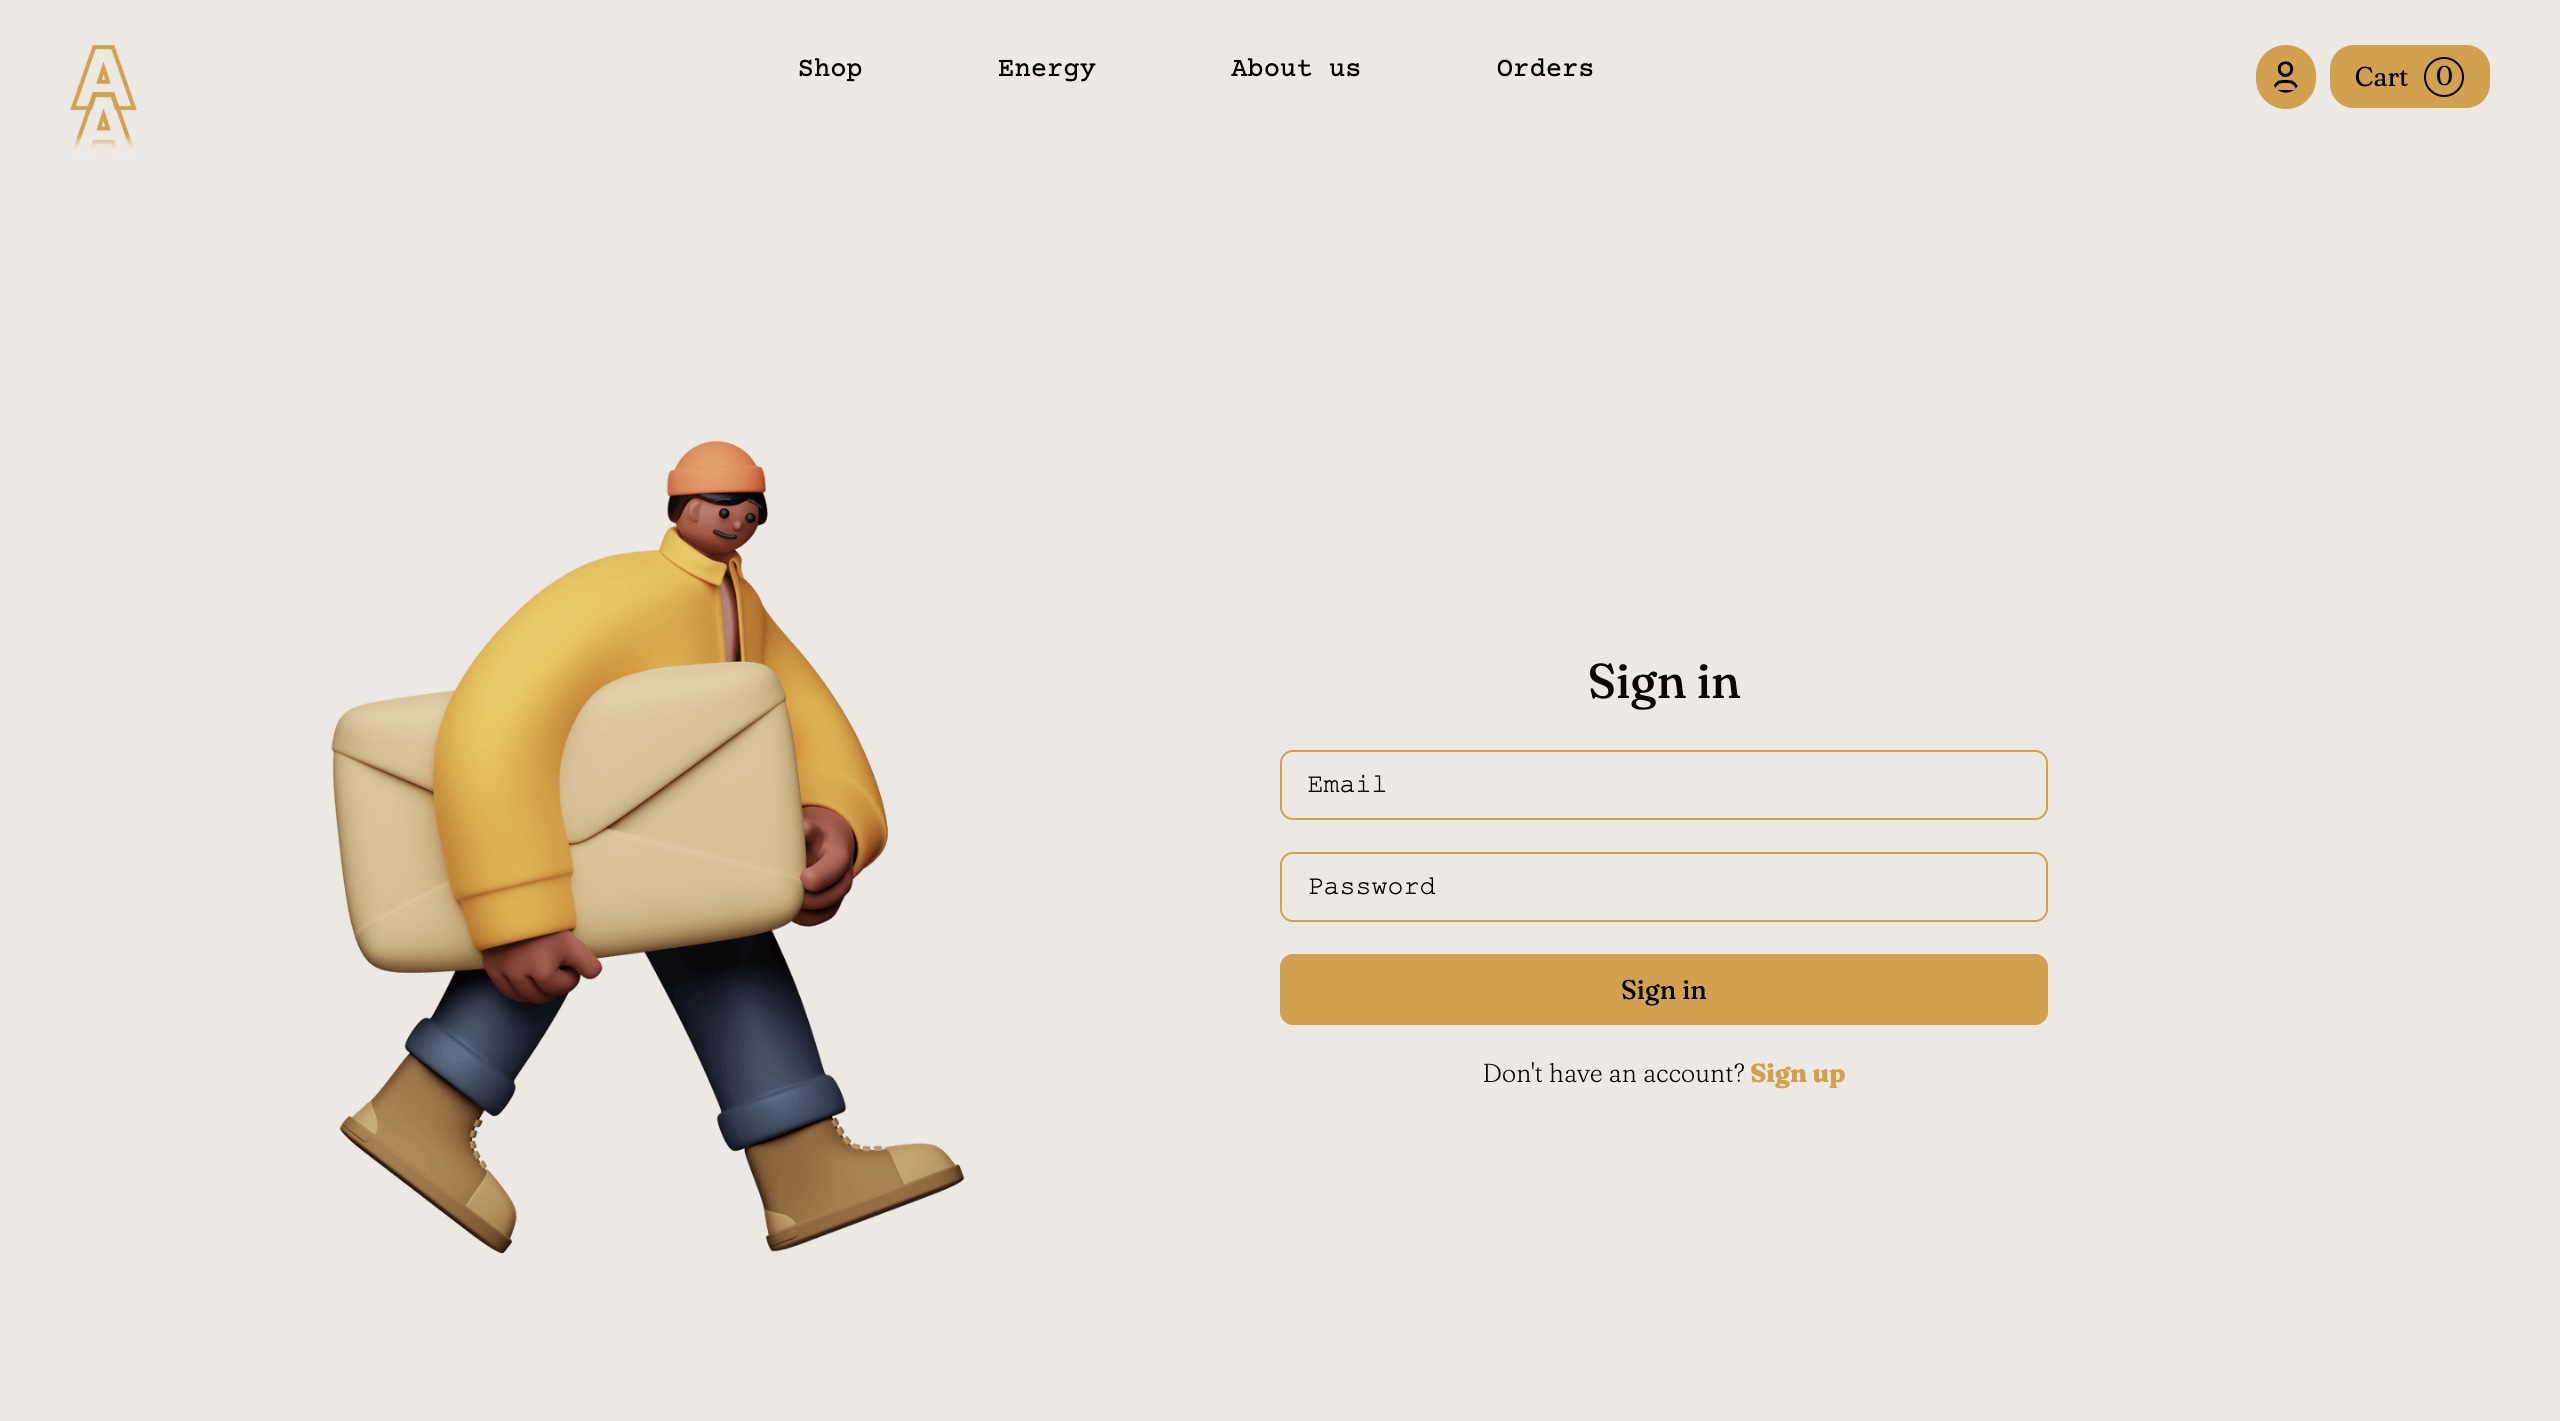 A
A
Shop Energy About us Orders
Cart 0
Sign in
Email
Password
Sign in
Don't have an account? Sign up